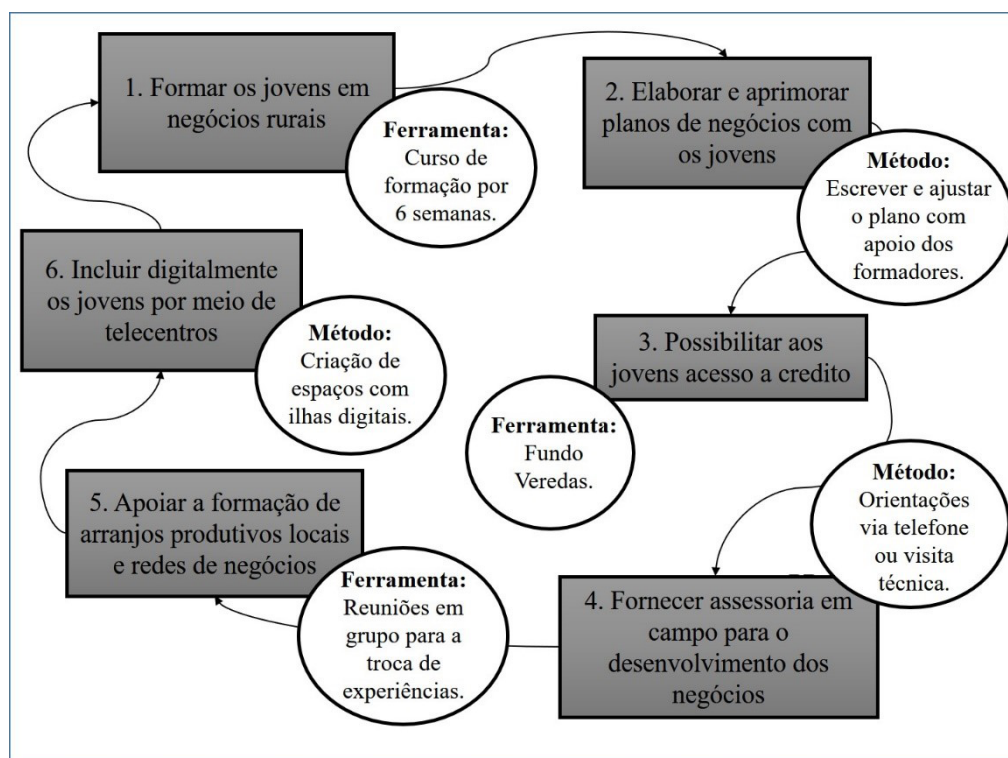 1. Formar os jovens em
negócios rurais
Ferramenta:
Curso de
formação por
6 semanas.
2. Elaborar e aprimorar
planos de negócios com
os jovens
Método:
Escrever e ajustar
o plano com
apoio dos
formadores.
3. Possibilitar aos
jovens acesso a credito
Ferramenta:
Fundo
Veredas.
Método:
Orientações
via telefone
ou visita
técnica.
4. Fornecer assessoria em
campo para o
desenvolvimento dos
negócios
5. Apoiar a formação de
arranjos produtivos locais
e redes de negócios
Ferramenta:
Reuniões em
grupo para a
troca de
experiências.
6. Incluir digitalmente
os jovens por meio de
telecentros
Método:
Criação de
espaços com
ilhas digitais.